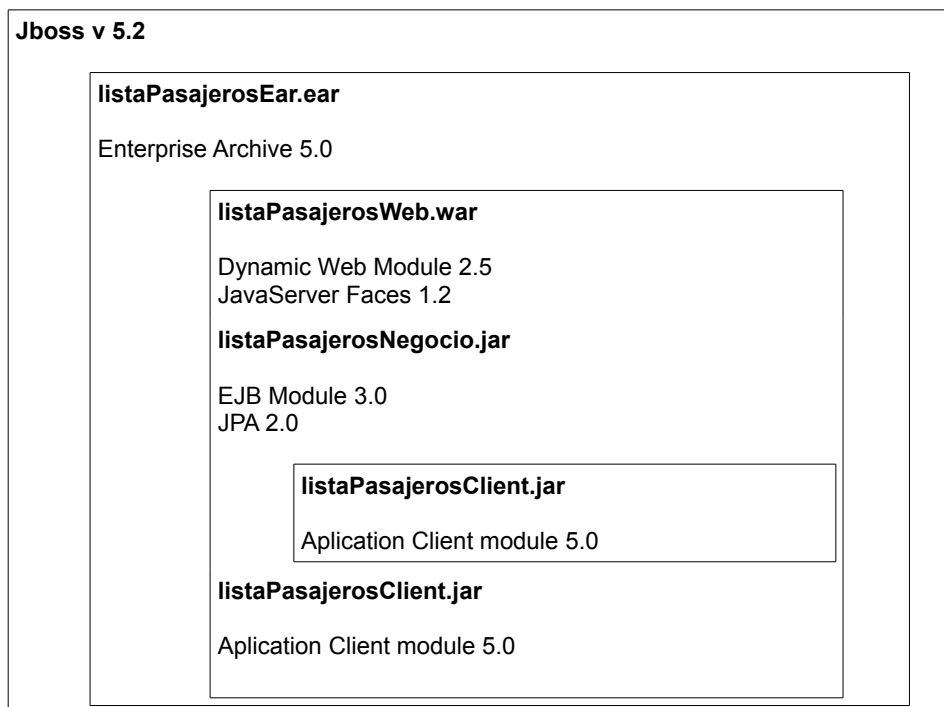 Jboss v 5.2
listaPasajerosEar.ear
Enterprise Archive 5.0
listaPasajerosWeb.war
Dynamic Web Module 2.5
JavaServer Faces 1.2
listaPasajerosNegocio.jar
EJB Module 3.0
JPA 2.0
listaPasajerosClient.jar
Aplication Client module 5.0
listaPasajerosClient.jar
Aplication Client module 5.0